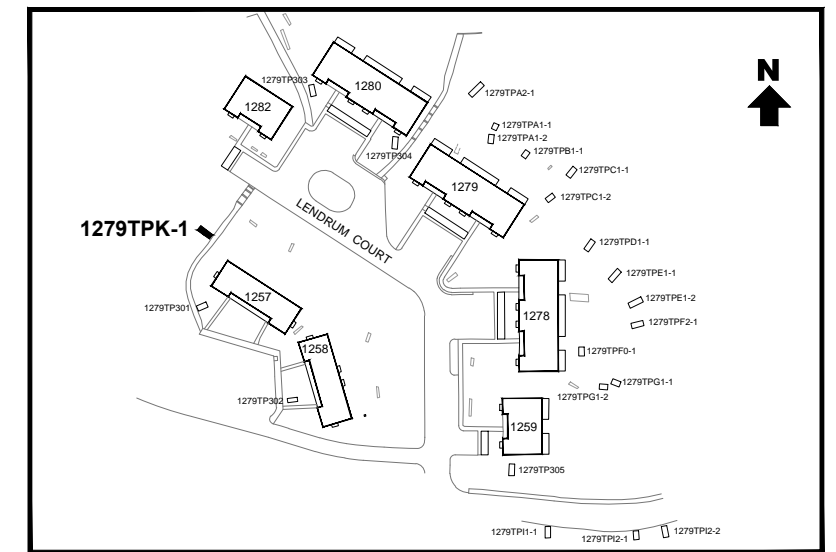 1279TP303
1280
1282
1279TPA2-1
N
1279TPA1-1
1279TPA1-2
1279TP304
1279TPB1-1
1279TPC1-1
1279
1279TPC1-2
LENDRUM COURT
1279TPK-1
1279TPD1-1
1279TPE1-1
1257
1279TPE1-2
1279TP301
1278
1279TPF2-1
1258
1279TPF0-1
1279TPG1-1
1279TPG1-2
1279TP302
1259
1279TP305
1279TPI1-1
1279TPI2-1
1279TPI2-2